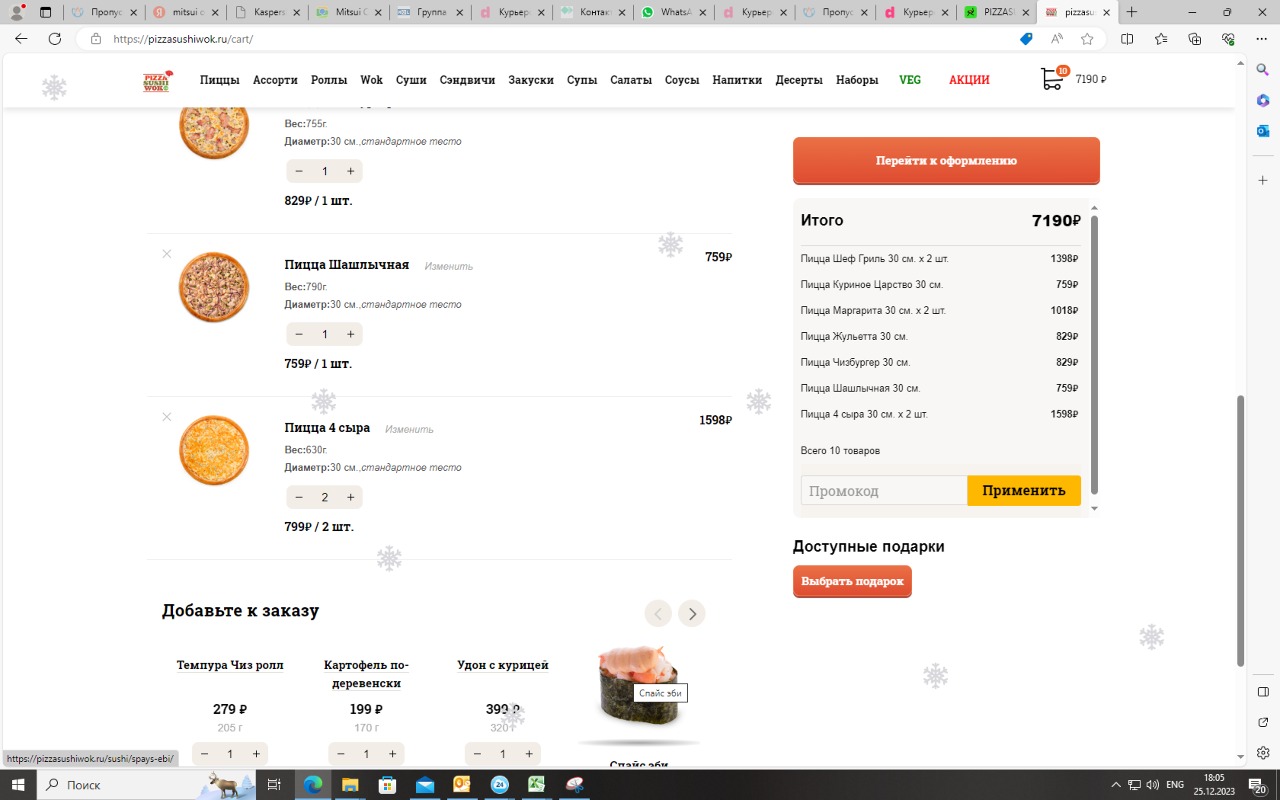 Пропус
mitsui c
Kaspers
Mitsui C
Группа
Курьер
Контак
WhatsA
Курьер
Пропус
Курьер
PIZZASU
pizzasu
https://pizzasushiwok.ru/cart/
PIZZA SUSHI WOK
Пиццы Ассорти Роллы Wok Суши Сэндвичи Закуски Супы Салаты Соусы Напитки Десерты Наборы VEG АКЦИИ
10
7190 ₽
Вес:755г.
Диаметр:30 см.,стандартное тесто
− 1 +
829₽ / 1 шт.
Пицца Шашлычная Изменить
759₽
Вес:790г.
Диаметр:30 см.,стандартное тесто
− 1 +
759₽ / 1 шт.
Пицца 4 сыра Изменить
1598₽
Вес:630г.
Диаметр:30 см.,стандартное тесто
− 2 +
799₽ / 2 шт.
Перейти к оформлению
Итого 7190₽
Пицца Шеф Гриль 30 см. x 2 шт. 1398₽
Пицца Куриное Царство 30 см. 759₽
Пицца Маргарита 30 см. x 2 шт. 1018₽
Пицца Жульетта 30 см. 829₽
Пицца Чизбургер 30 см. 829₽
Пицца Шашлычная 30 см. 759₽
Пицца 4 сыра 30 см. x 2 шт. 1598₽
Всего 10 товаров
Промокод Применить
Доступные подарки
Выбрать подарок
Добавьте к заказу
Темпура Чиз ролл
279 ₽
205 г
− 1 +
Картофель по-
деревенски
199 ₽
170 г
− 1 +
Удон с курицей
399 ₽
320 г
− 1 +
Спайс эби
Спайс эби
https://pizzasushiwok.ru/sushi/spays-ebi/
Поиск
24
ENG
18:05
25.12.2023
20